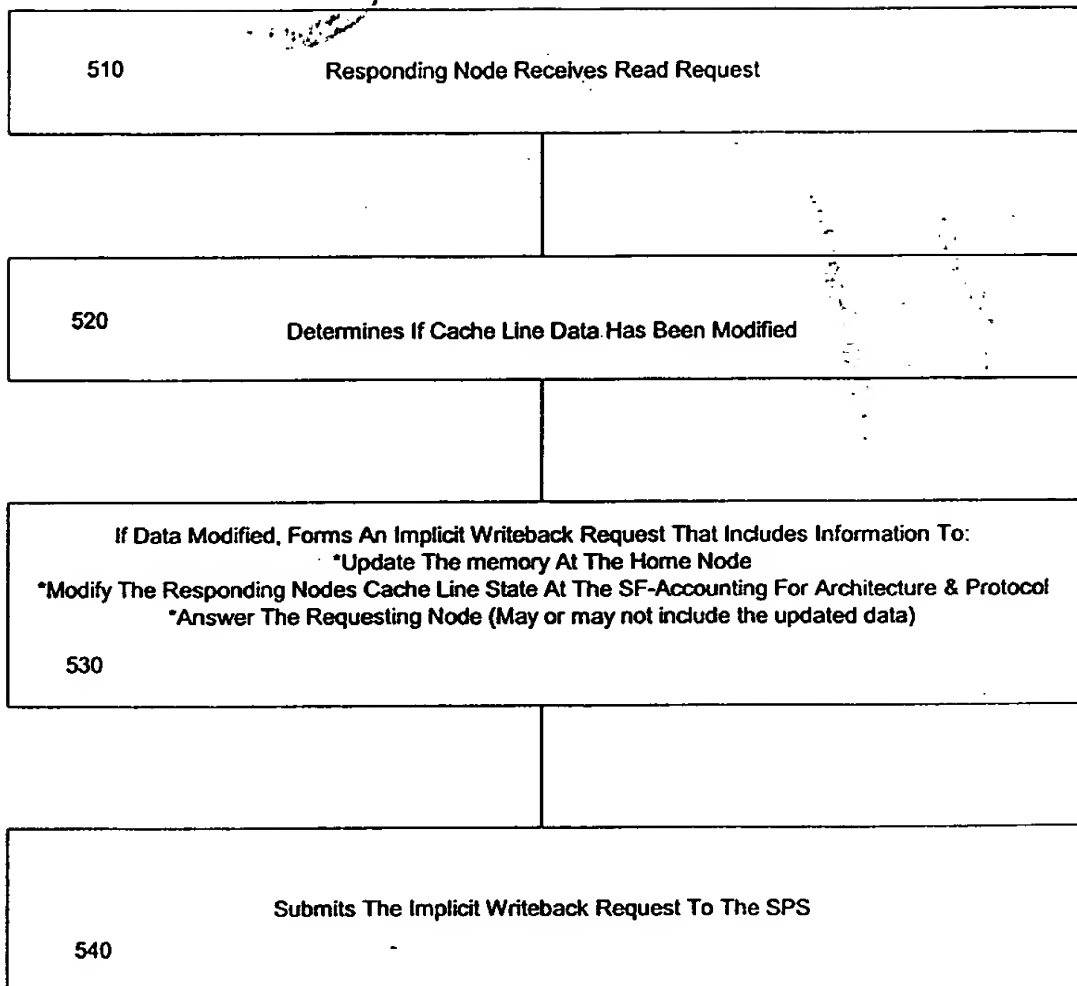 510
Responding Node Receives Read Request
520
Determines If Cache Line Data Has Been Modified
If Data Modified, Forms An Implicit Writeback Request That Includes Information To:
*Update The memory At The Home Node
*Modify The Responding Nodes Cache Line State At The SF-Accounting For Architecture & Protocol
*Answer The Requesting Node (May or may not include the updated data)
530
Submits The Implicit Writeback Request To The SPS
540